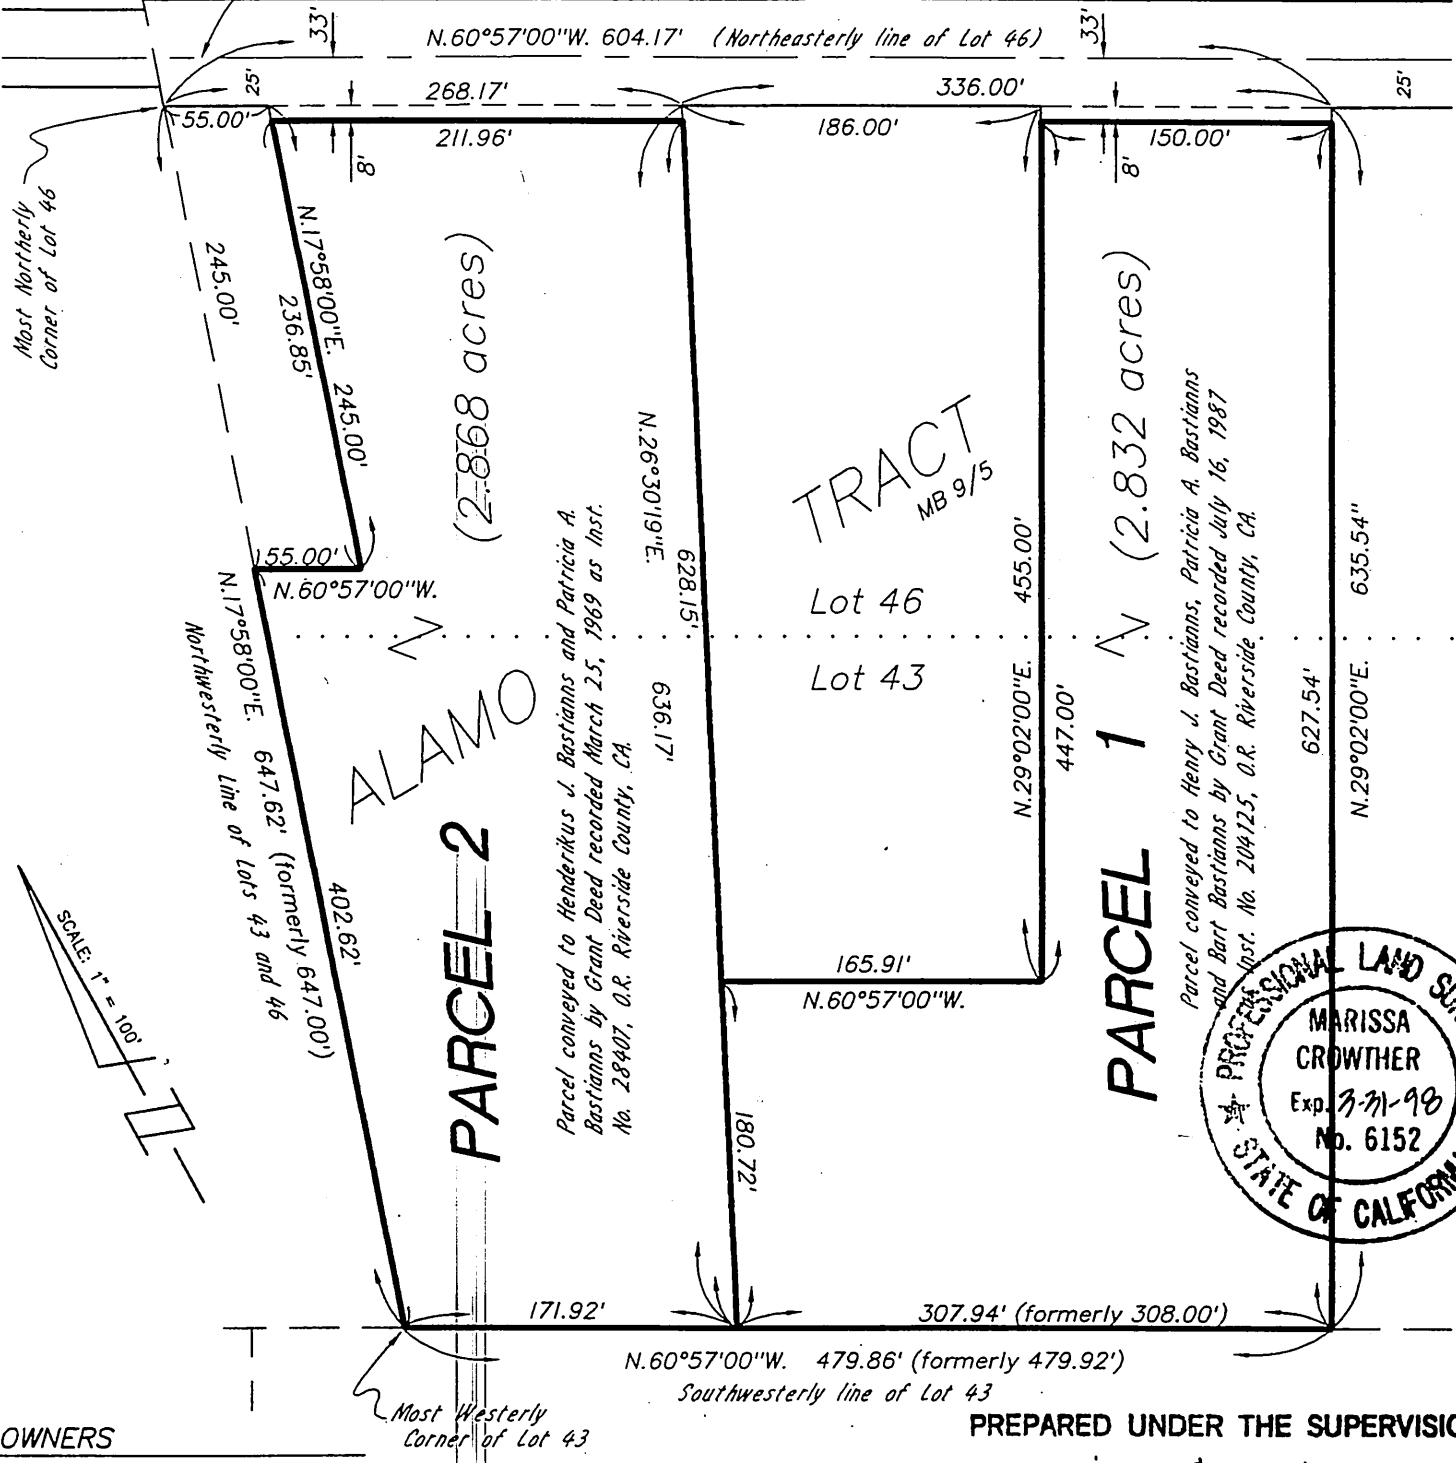 33'
N.60°57'00"W. 604.17' (Northeasterly line of Lot 46)
33'
25'
268.17'
336.00'
25'
55.00'
211.96'
8'
186.00'
150.00'
8'
Most Northerly
Corner of Lot 46
245.00'
N.17°58'00"E.
236.85'
245.00'
(2.868 acres)
N.26°30'19"E.
628.15'
636.17'
TRACT
MB 9/5
Lot 46
Lot 43
455.00'
N.29°02'00"E.
447.00'
(2.832 acres)
PARCEL 1
Parcel conveyed to Henry J. Bastianns, Patricia A. Bastianns
and Bart Bastianns by Grant Deed recorded July 16, 1987
Inst. No. 204125, O.R. Riverside County, CA.
635.54"
627.54'
N.29°02'00"E.
55.00'
N.60°57'00"W.
N.17°58'00"E. 647.62' (formerly 647.00')
Northwesterly Line of Lots 43 and 46
402.62'
ALAMO
PARCEL 2
Parcel conveyed to Henderikus J. Bastianns and Patricia A.
Bastianns by Grant Deed recorded March 25, 1969 as Inst.
No. 28407, O.R. Riverside County, CA.
165.91'
N.60°57'00"W.
180.72'
SCALE: 1" = 100'
N
PROFESSIONAL LAND SUR
MARISSA
CROWTHER
Exp. 3-31-98
No. 6152
STATE OF CALIFORNIA
171.92'
307.94' (formerly 308.00')
N.60°57'00"W. 479.86' (formerly 479.92')
Southwesterly line of Lot 43
Most Westerly
Corner of Lot 43
OWNERS
PREPARED UNDER THE SUPERVISIO